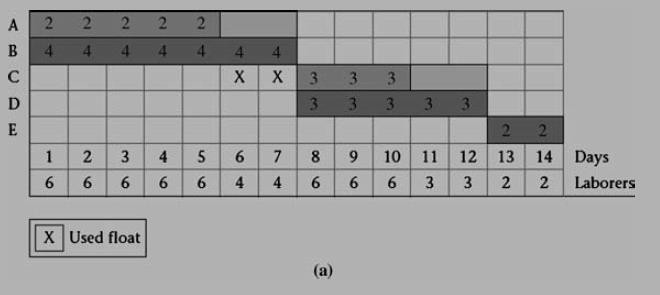 A 2 2 2 2 2
B 4 4 4 4 4 4 4
C X X 3 3 3
D 3 3 3 3 3
E 2 2
1 2 3 4 5 6 7 8 9 10 11 12 13 14 Days
6 6 6 6 6 4 4 6 6 6 3 3 2 2 Laborers
X Used float
(a)